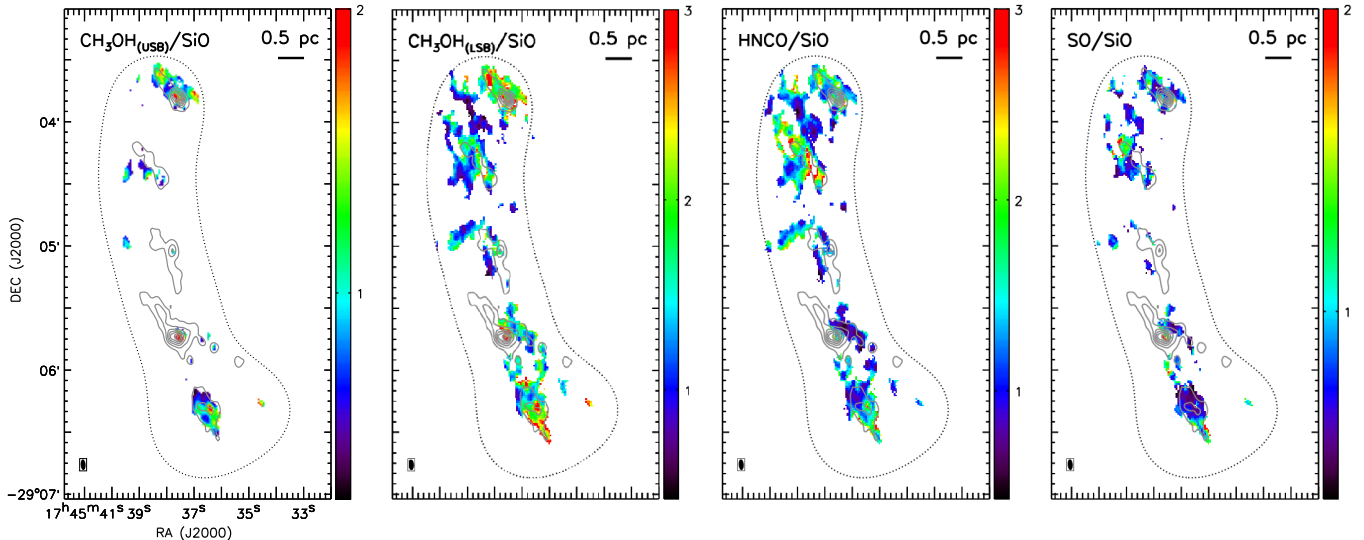 CH₃OH(USB)/SiO 0.5 pc
2
1
CH₃OH(LSB)/SiO 0.5 pc
3
2
1
HNCO/SiO 0.5 pc
3
2
1
SO/SiO 0.5 pc
2
1
04'
05'
06'
-29°07'
DEC (J2000)
17ʰ45ᵐ41ˢ 39ˢ 37ˢ 35ˢ 33ˢ
RA (J2000)